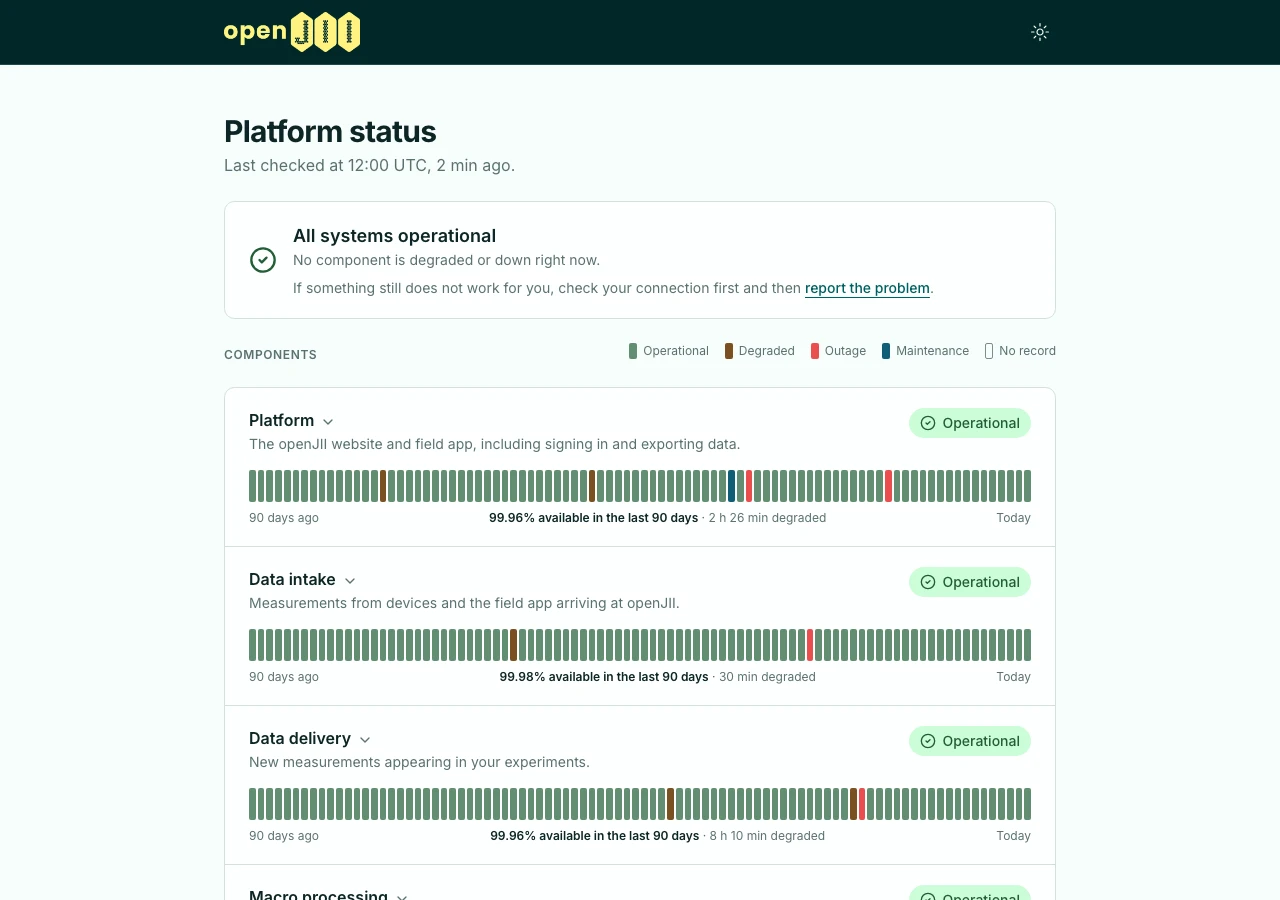 openJII
Platform status
Last checked at 12:00 UTC, 2 min ago.
All systems operational
No component is degraded or down right now.
If something still does not work for you, check your connection first and then report the problem.
COMPONENTS
Operational
Degraded
Outage
Maintenance
No record
Platform
Operational
The openJII website and field app, including signing in and exporting data.
90 days ago
99.96% available in the last 90 days · 2 h 26 min degraded
Today
Data intake
Operational
Measurements from devices and the field app arriving at openJII.
90 days ago
99.98% available in the last 90 days · 30 min degraded
Today
Data delivery
Operational
New measurements appearing in your experiments.
90 days ago
99.96% available in the last 90 days · 8 h 10 min degraded
Today
Macro processing
Operational